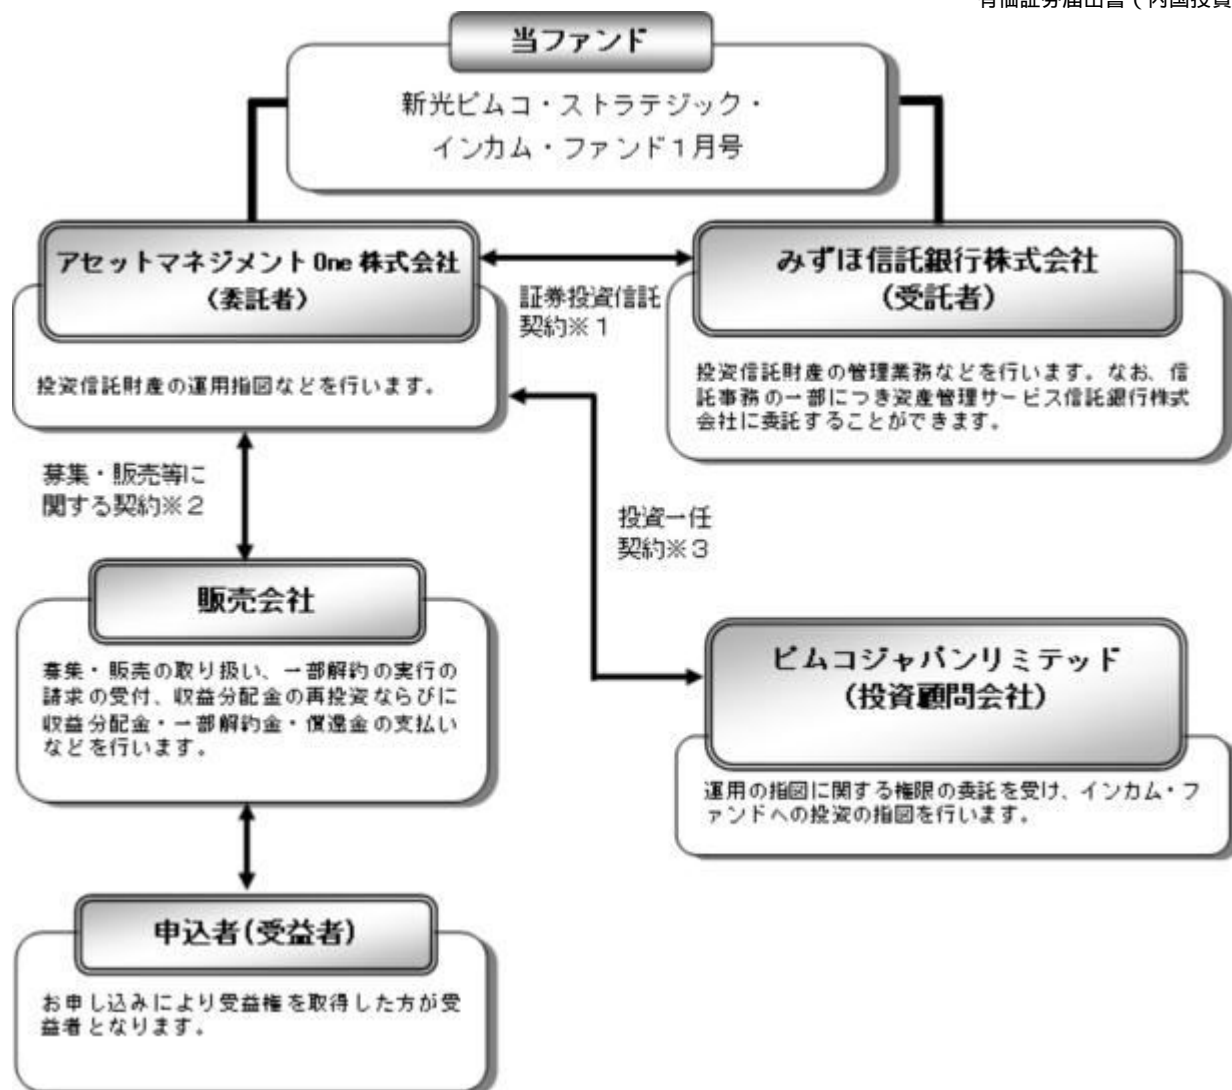 有価証券届出書(内国投資
当ファンド
新光ピムコ・ストラテジック・
インカム・ファンド1月号
アセットマネジメントOne 株式会社
(委託者)
投資信託財産の運用指図などを行います。
証券投資信託
契約※1
みずほ信託銀行株式会社
(受託者)
投資信託財産の管理業務などを行います。なお、信
託事務の一部につき資産管理サービス信託銀行株式
会社に委託することができます。
募集・販売等に
関する契約※2
投資一任
契約※3
販売会社
募集・販売の取り扱い、一部解約の実行の
請求の受付、収益分配金の再投資ならびに
収益分配金・一部解約金・償還金の支払い
などを行います。
ピムコジャパンリミテッド
(投資顧問会社)
運用の指図に関する権限の委託を受け、インカム・フ
ァンドへの投資の指図を行います。
申込者(受益者)
お申し込みにより受益権を取得した方が受
益者となります。